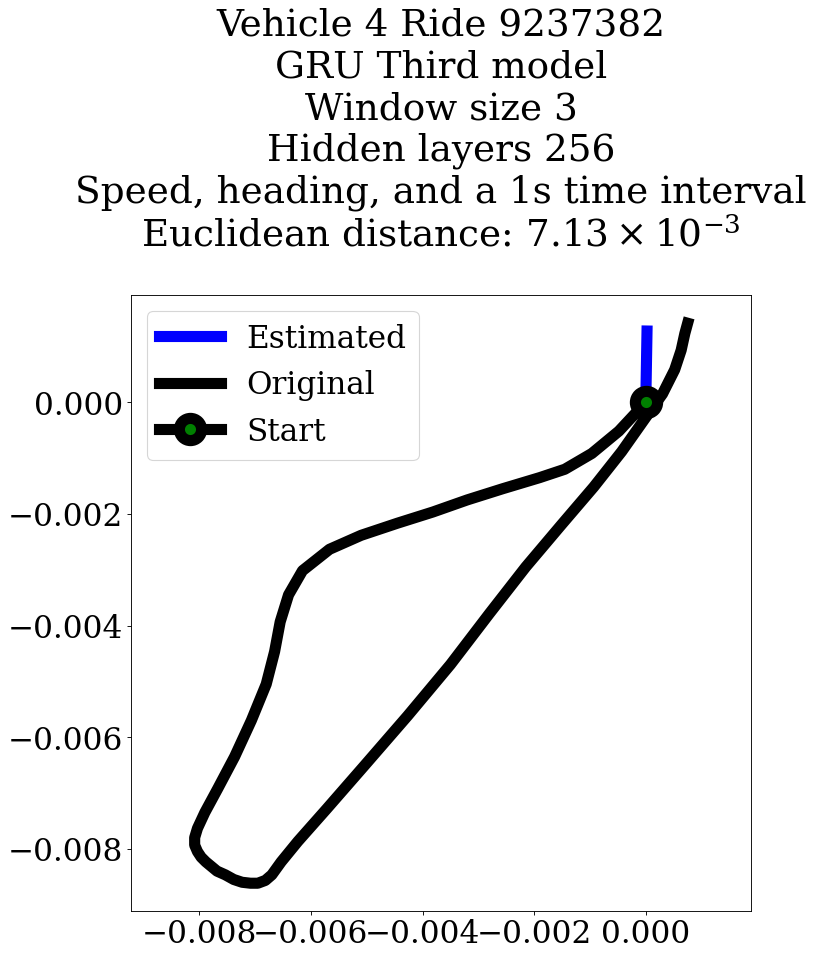 Vehicle 4 Ride 9237382
GRU Third model
Window size 3
Hidden layers 256
Speed, heading, and a 1s time interval
Euclidean distance: 7.13 × 10⁻³
Estimated
Original
Start
0.000
−0.002
−0.004
−0.006
−0.008
−0.008 −0.006 −0.004 −0.002 0.000